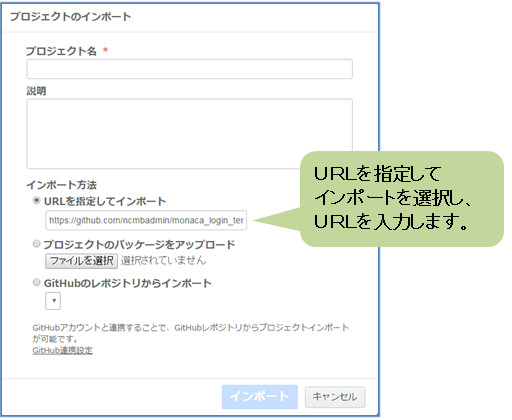 プロジェクトのインポート
プロジェクト名 *
説明
インポート方法
URLを指定してインポート
https://github.com/ncmbadmin/monaca_login_ter
プロジェクトのパッケージをアップロード
ファイルを選択 選択されていません
GitHubのレポジトリからインポート
GitHubアカウントと連携することで、GitHubレポジトリからプロジェクトインポート
が可能です。
GitHub連携設定
インポート キャンセル
ＵＲＬを指定して
インポートを選択し、
ＵＲＬを入力します。